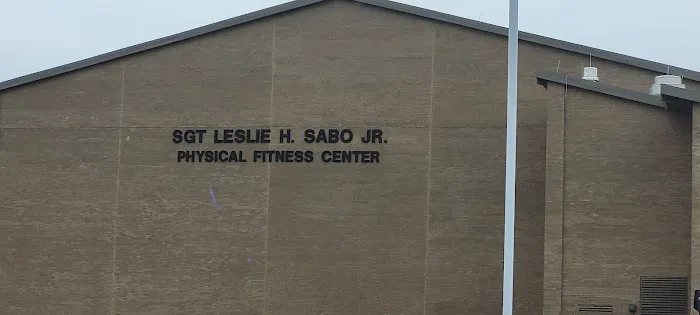 SGT LESLIE H. SABO JR.
PHYSICAL FITNESS CENTER